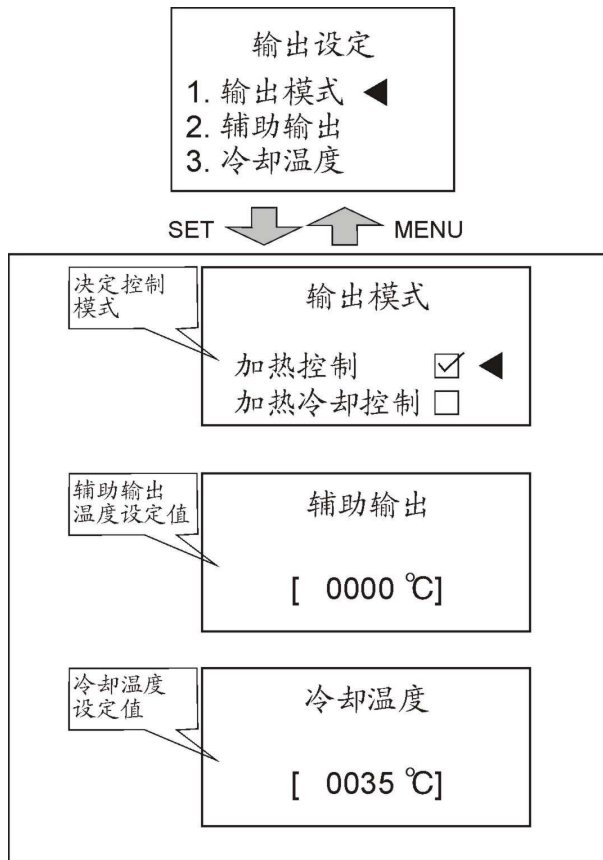 输出设定
1. 输出模式 ◀
2. 辅助输出
3. 冷却温度
SET MENU
决定控制
模式
输出模式
加热控制 ☑ ◀
加热冷却控制 ☐
辅助输出
温度设定值
辅助输出
[ 0000 ℃]
冷却温度
设定值
冷却温度
[ 0035 ℃]